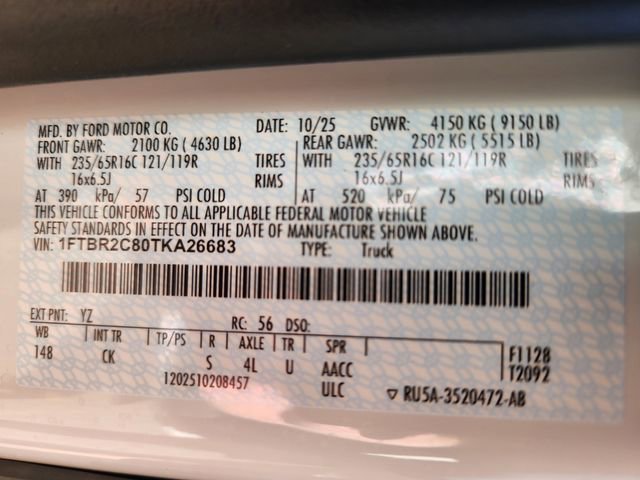 MFD. BY FORD MOTOR CO. DATE: 10/25 GVWR: 4150 KG ( 9150 LB)
FRONT GAWR: 2100 KG ( 4630 LB) REAR GAWR: 2502 KG ( 5515 LB)
WITH 235/65R16C 121/119R TIRES WITH 235/65R16C 121/119R TIRES
16x6.5J RIMS 16x6.5J RIMS
AT 390 kPa/ 57 PSI COLD AT 520 kPa/ 75 PSI COLD
THIS VEHICLE CONFORMS TO ALL APPLICABLE FEDERAL MOTOR VEHICLE
SAFETY STANDARDS IN EFFECT ON THE DATE OF MANUFACTURE SHOWN ABOVE.
VIN: 1FTBR2C80TKA26683 TYPE: Truck
EXT PNT: YZ RC: 56 DSO:
WB INT TR TP/PS R AXLE TR SPR
148 CK S 4L U AACC
ULC
F1128
T2092
1202510208457
▽ RU5A-3520472-AB